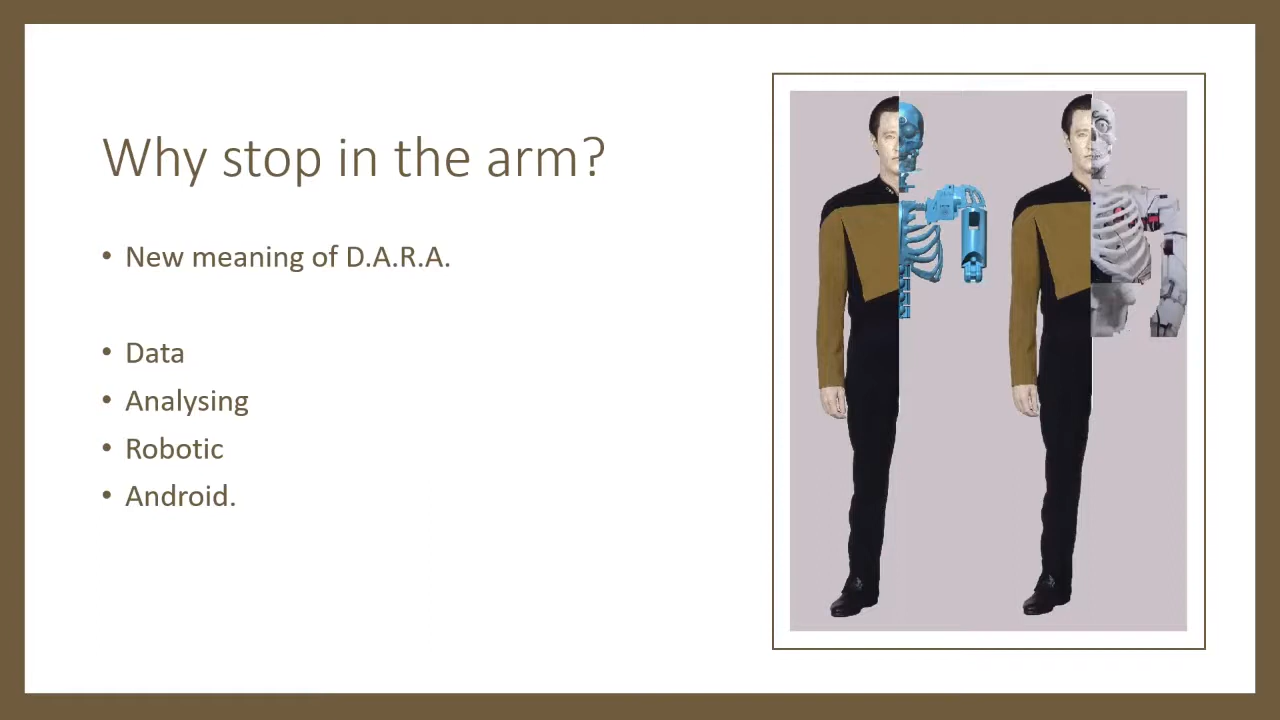 Why stop in the arm?
• New meaning of D.A.R.A.
• Data
• Analysing
• Robotic
• Android.